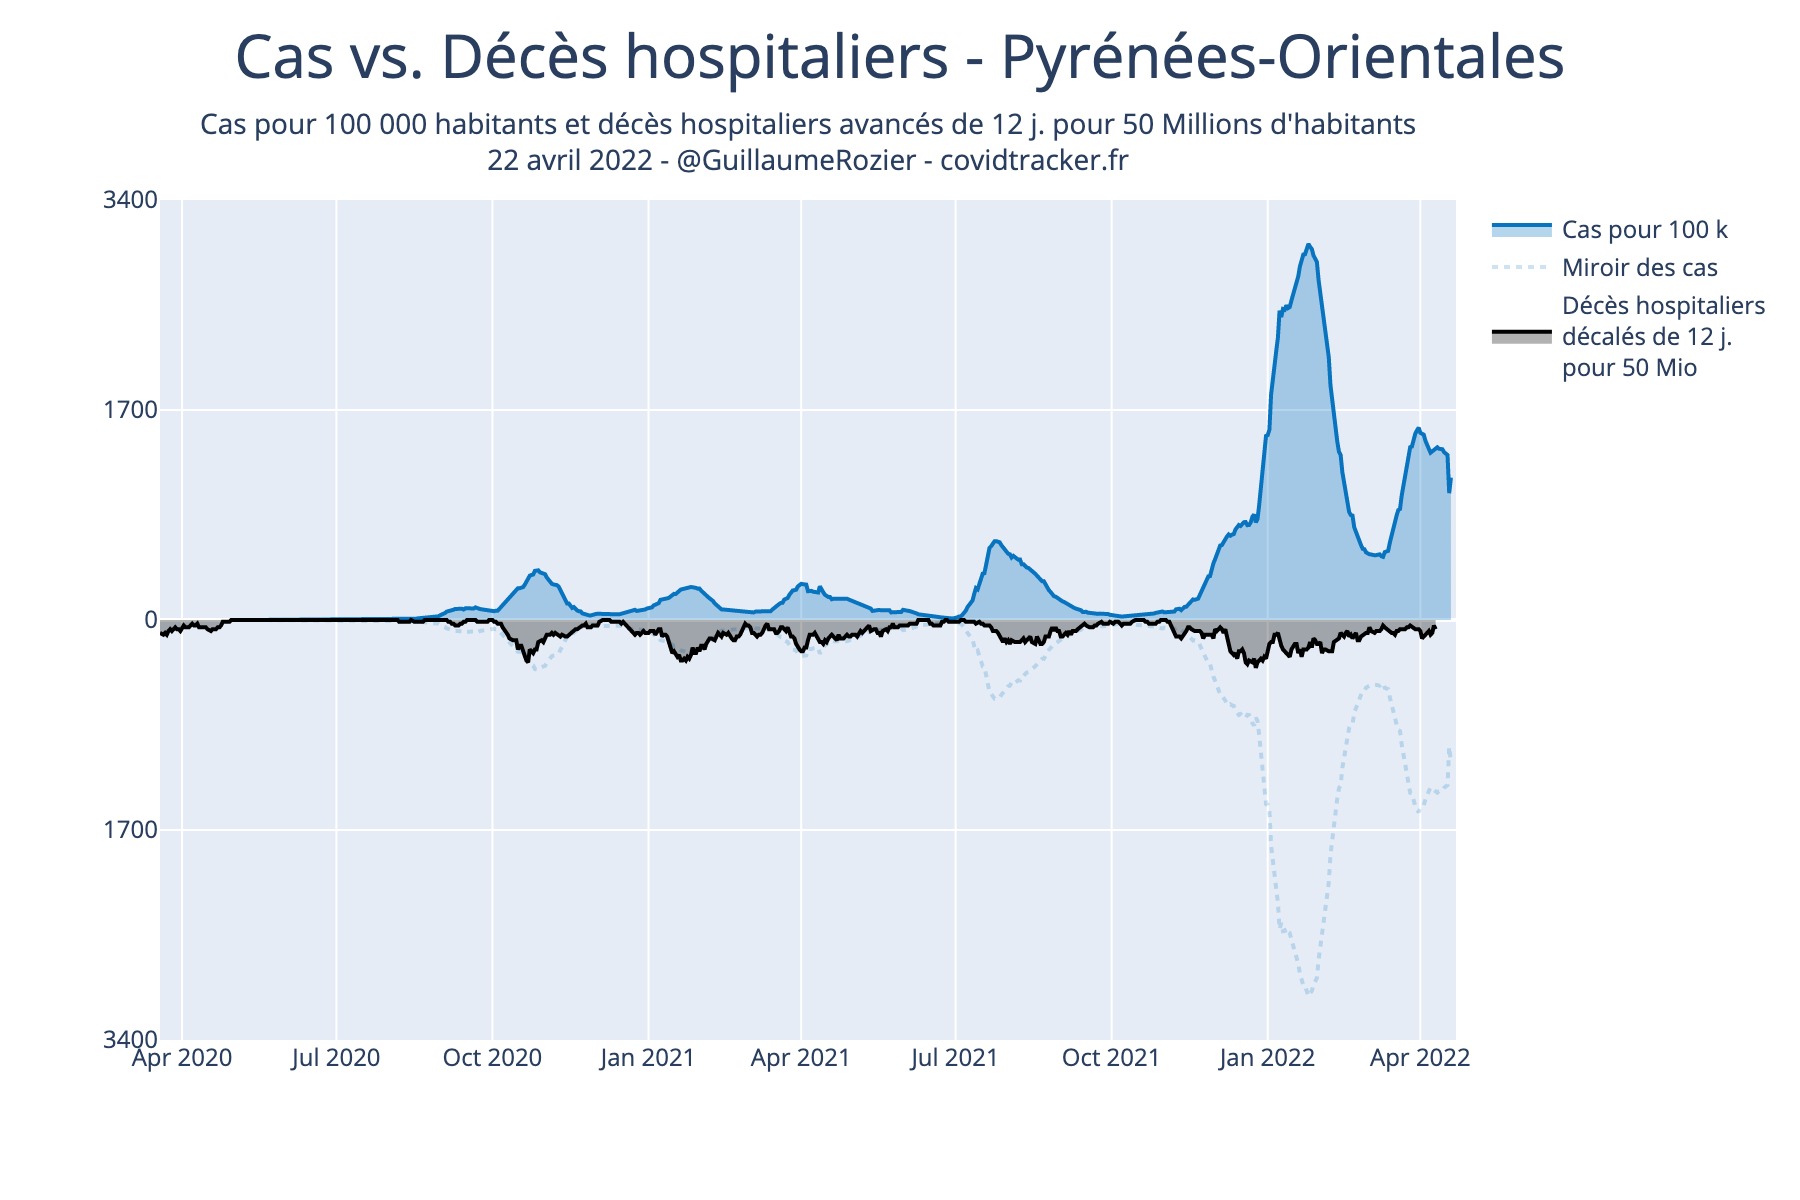 Cas vs. Décès hospitaliers - Pyrénées-Orientales
Cas pour 100 000 habitants et décès hospitaliers avancés de 12 j. pour 50 Millions d'habitants
22 avril 2022 - @GuillaumeRozier - covidtracker.fr
3400
1700
0
1700
3400
Apr 2020
Jul 2020
Oct 2020
Jan 2021
Apr 2021
Jul 2021
Oct 2021
Jan 2022
Apr 2022
Cas pour 100 k
Miroir des cas
Décès hospitaliers
décalés de 12 j.
pour 50 Mio